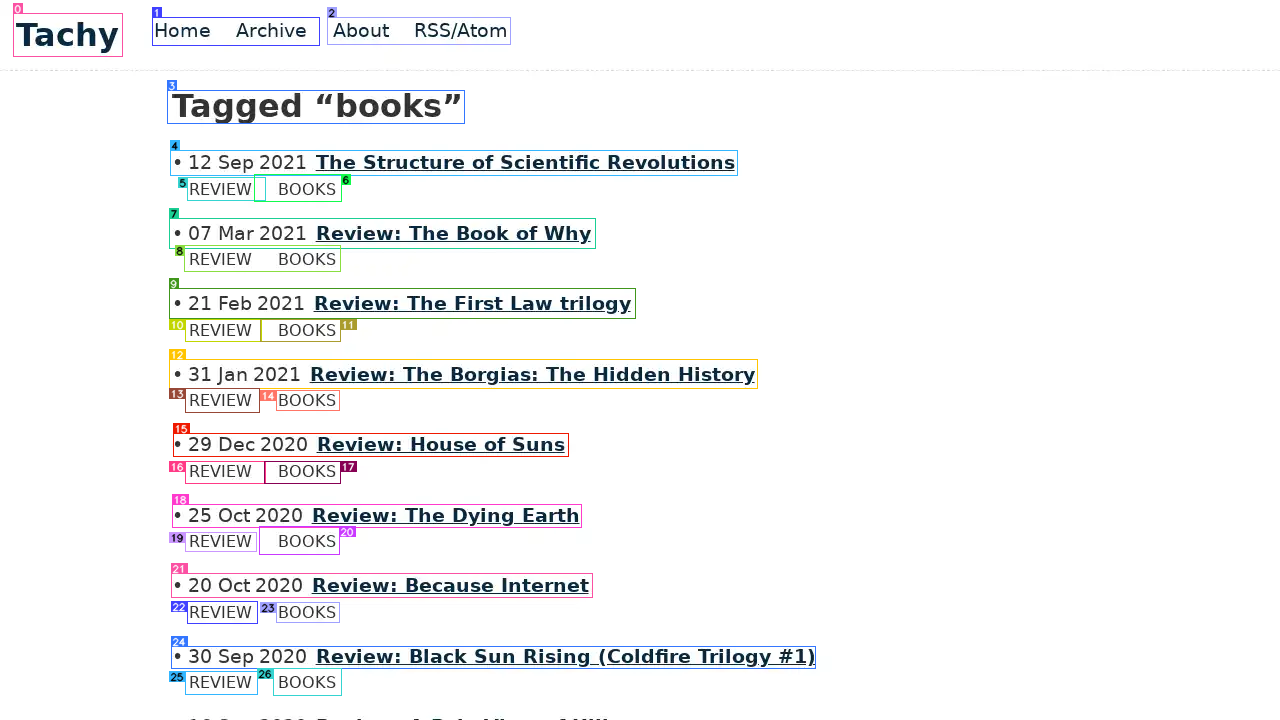 Tachy
Home Archive About RSS/Atom
Tagged “books”
• 12 Sep 2021 The Structure of Scientific Revolutions
REVIEW BOOKS
• 07 Mar 2021 Review: The Book of Why
REVIEW BOOKS
• 21 Feb 2021 Review: The First Law trilogy
REVIEW BOOKS
• 31 Jan 2021 Review: The Borgias: The Hidden History
REVIEW BOOKS
• 29 Dec 2020 Review: House of Suns
REVIEW BOOKS
• 25 Oct 2020 Review: The Dying Earth
REVIEW BOOKS
• 20 Oct 2020 Review: Because Internet
REVIEW BOOKS
• 30 Sep 2020 Review: Black Sun Rising (Coldfire Trilogy #1)
REVIEW BOOKS
0
1
2
3
4
5
6
7
8
9
10
11
12
13
14
15
16
17
18
19
20
21
22
23
24
25
26